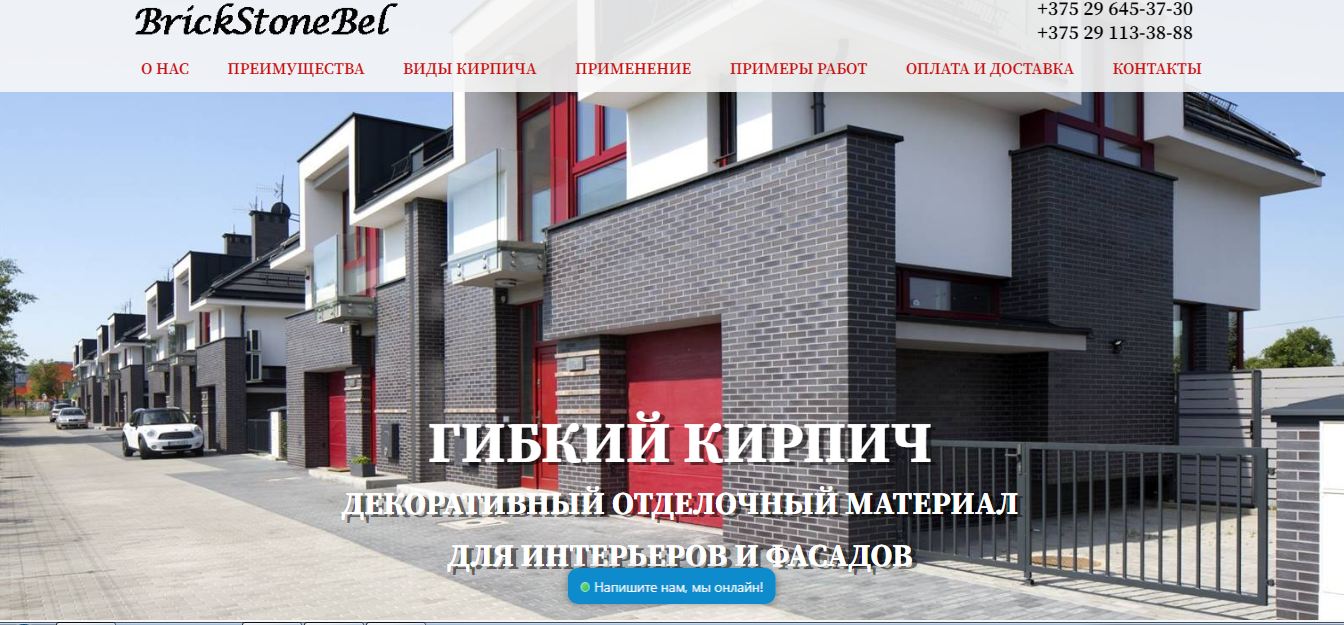 BrickStoneBel
+375 29 645-37-30
+375 29 113-38-88
О НАС ПРЕИМУЩЕСТВА ВИДЫ КИРПИЧА ПРИМЕНЕНИЕ ПРИМЕРЫ РАБОТ ОПЛАТА И ДОСТАВКА КОНТАКТЫ
ГИБКИЙ КИРПИЧ
ДЕКОРАТИВНЫЙ ОТДЕЛОЧНЫЙ МАТЕРИАЛ
ДЛЯ ИНТЕРЬЕРОВ И ФАСАДОВ
Напишите нам, мы онлайн!